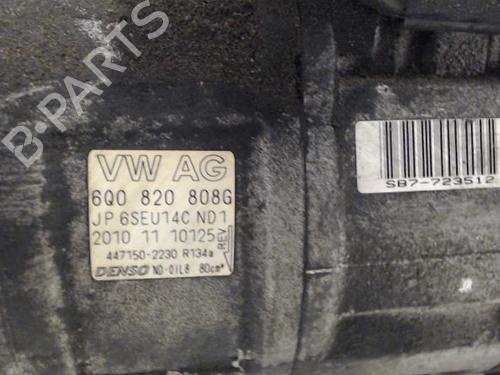 B-PARTS
VW AG
6Q0 820 808G
JP 6SEU14C ND1
2010 11 10125
REV
447150-2230 R134a
DENSO ND-OIL8 80cm³
SB7-723512